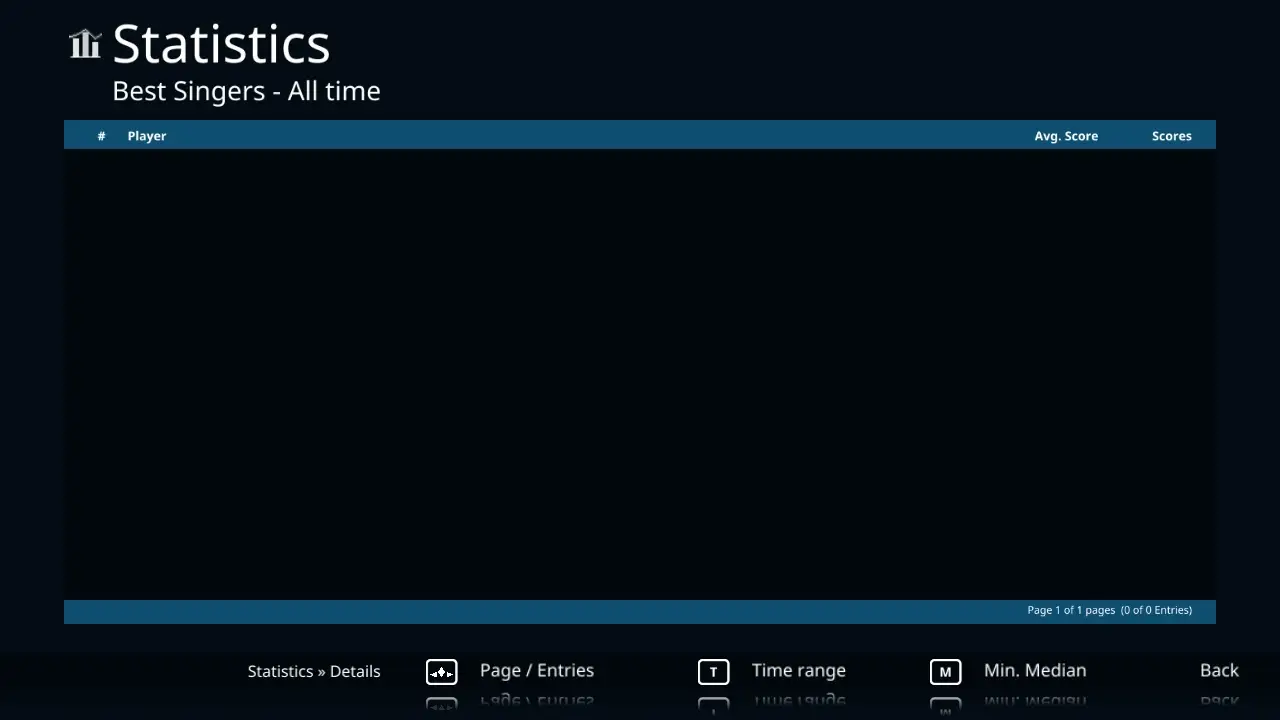 Statistics
Best Singers - All time
# Player Avg. Score Scores
Page 1 of 1 pages (0 of 0 Entries)
Statistics » Details Page / Entries T Time range M Min. Median Back